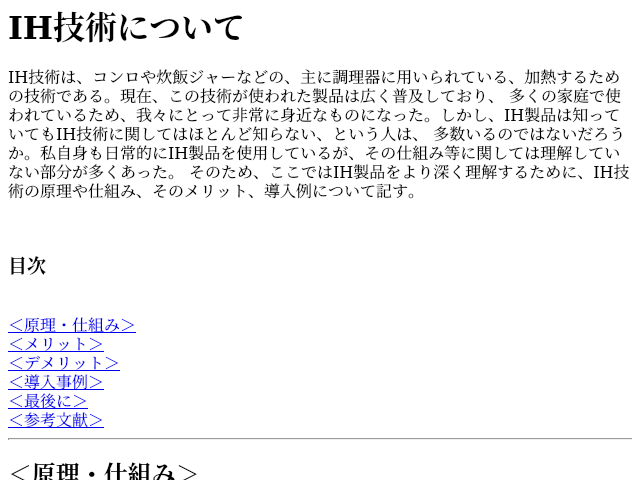 IH技術について
IH技術は、コンロや炊飯ジャーなどの、主に調理器に用いられている、加熱するため
の技術である。現在、この技術が使われた製品は広く普及しており、 多くの家庭で使
われているため、我々にとって非常に身近なものになった。しかし、IH製品は知って
いてもIH技術に関してはほとんど知らない、という人は、 多数いるのではないだろう
か。私自身も日常的にIH製品を使用しているが、その仕組み等に関しては理解してい
ない部分が多くあった。 そのため、ここではIH製品をより深く理解するために、IH技
術の原理や仕組み、そのメリット、導入例について記す。
目次
＜原理・仕組み＞
＜メリット＞
＜デメリット＞
＜導入事例＞
＜最後に＞
＜参考文献＞
＜原理・仕組み＞